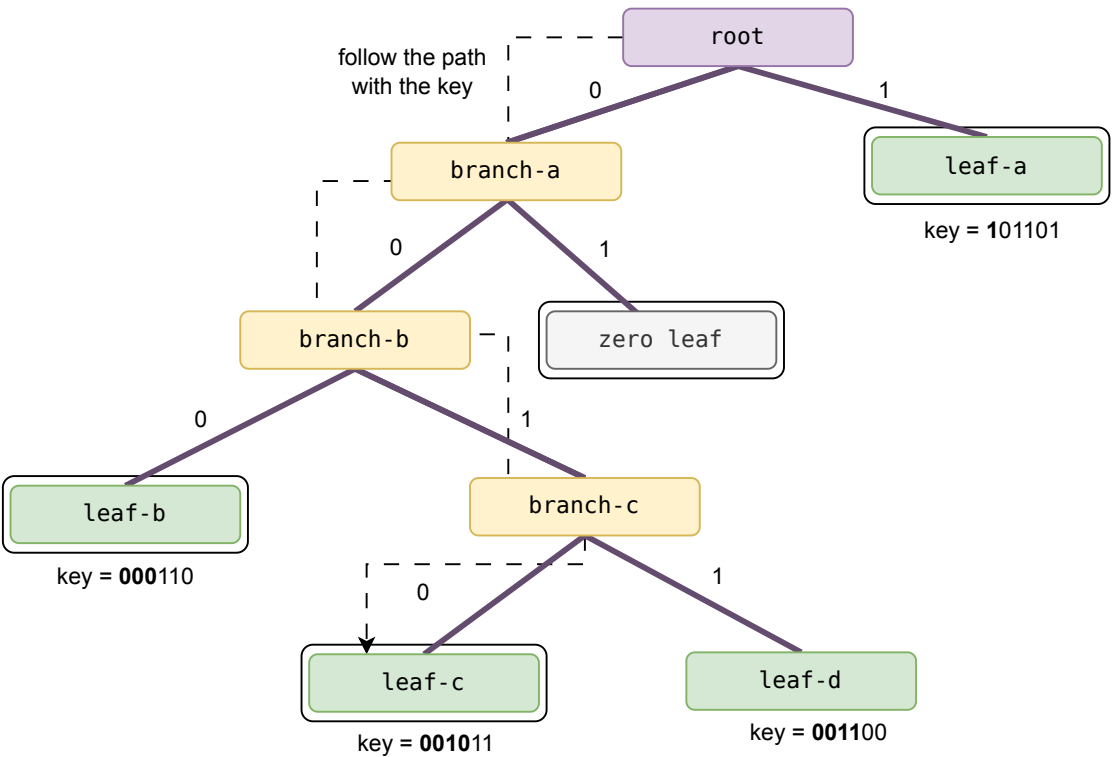 root
follow the path
with the key
0
1
branch-a
leaf-a
key = 101101
0
1
branch-b
zero leaf
0
1
leaf-b
branch-c
key = 000110
0
1
leaf-c
leaf-d
key = 001011
key = 001100